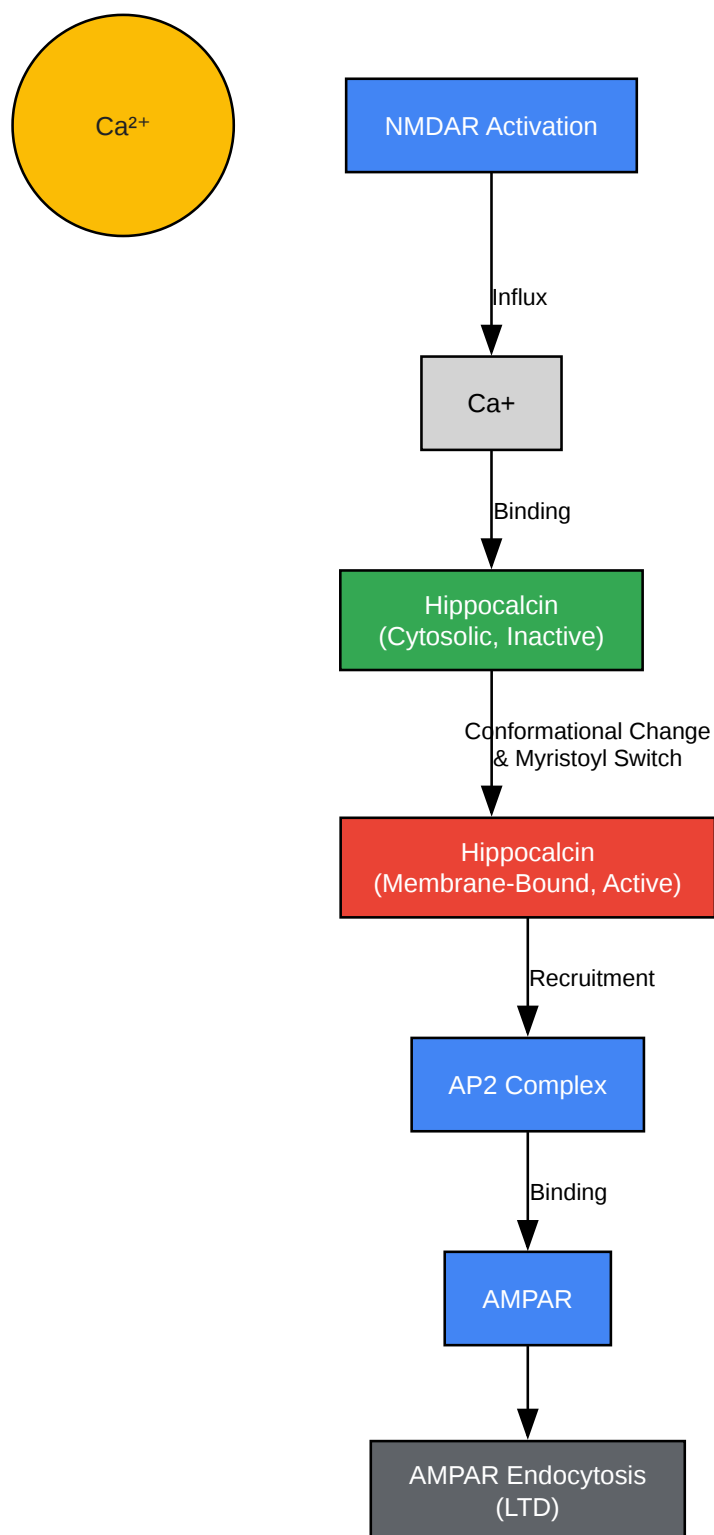 Ca²⁺
NMDAR Activation
Influx
Ca+
Binding
Hippocalcin
(Cytosolic, Inactive)
Conformational Change
& Myristoyl Switch
Hippocalcin
(Membrane-Bound, Active)
Recruitment
AP2 Complex
Binding
AMPAR
AMPAR Endocytosis
(LTD)